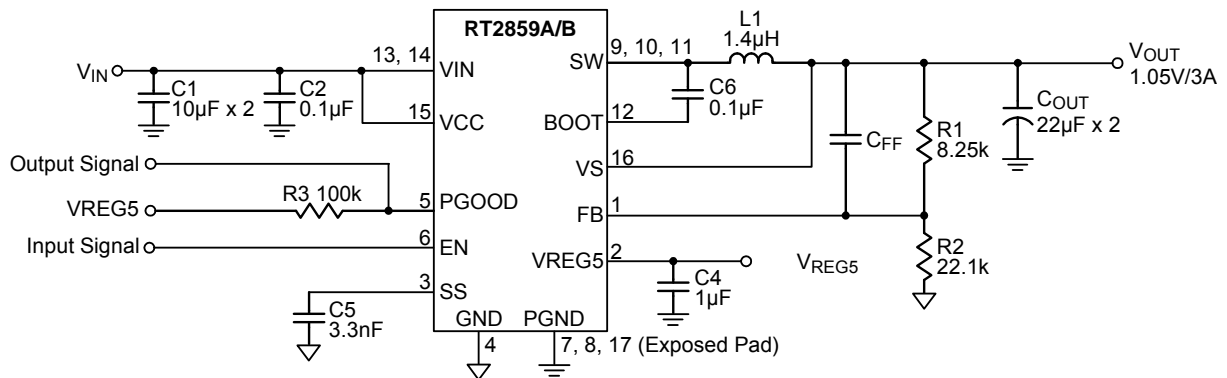 RT2859A/B
VIN
13, 14
VIN
C1
10µF x 2
C2
0.1µF
15
VCC
Output Signal
VREG5
R3 100k
5
PGOOD
Input Signal
6
EN
3
SS
C5
3.3nF
GND
4
PGND
7, 8, 17 (Exposed Pad)
SW
9, 10, 11
L1
1.4µH
C6
0.1µF
BOOT
12
VS
16
FB
1
VREG5
2
C4
1µF
VREG5
CFF
R1
8.25k
R2
22.1k
COUT
22µF x 2
VOUT
1.05V/3A